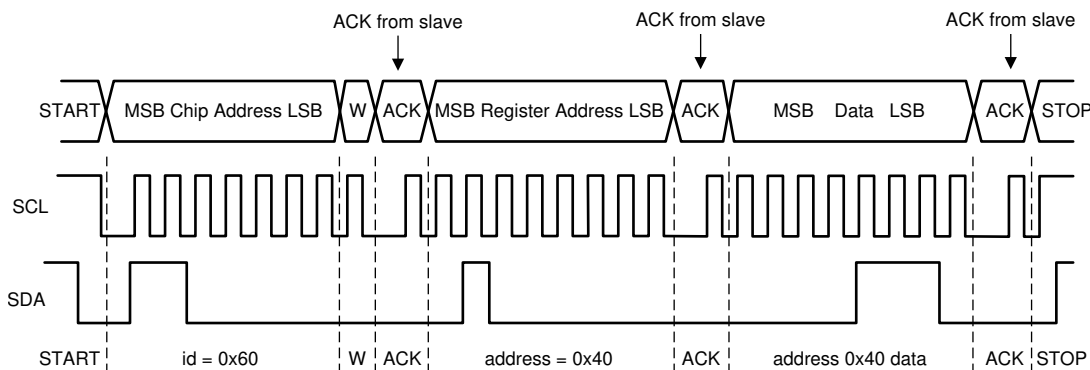 ACK from slave ACK from slave ACK from slave
START MSB Chip Address LSB W ACK MSB Register Address LSB ACK MSB Data LSB ACK STOP
SCL
SDA
START id = 0x60 W ACK address = 0x40 ACK address 0x40 data ACK STOP